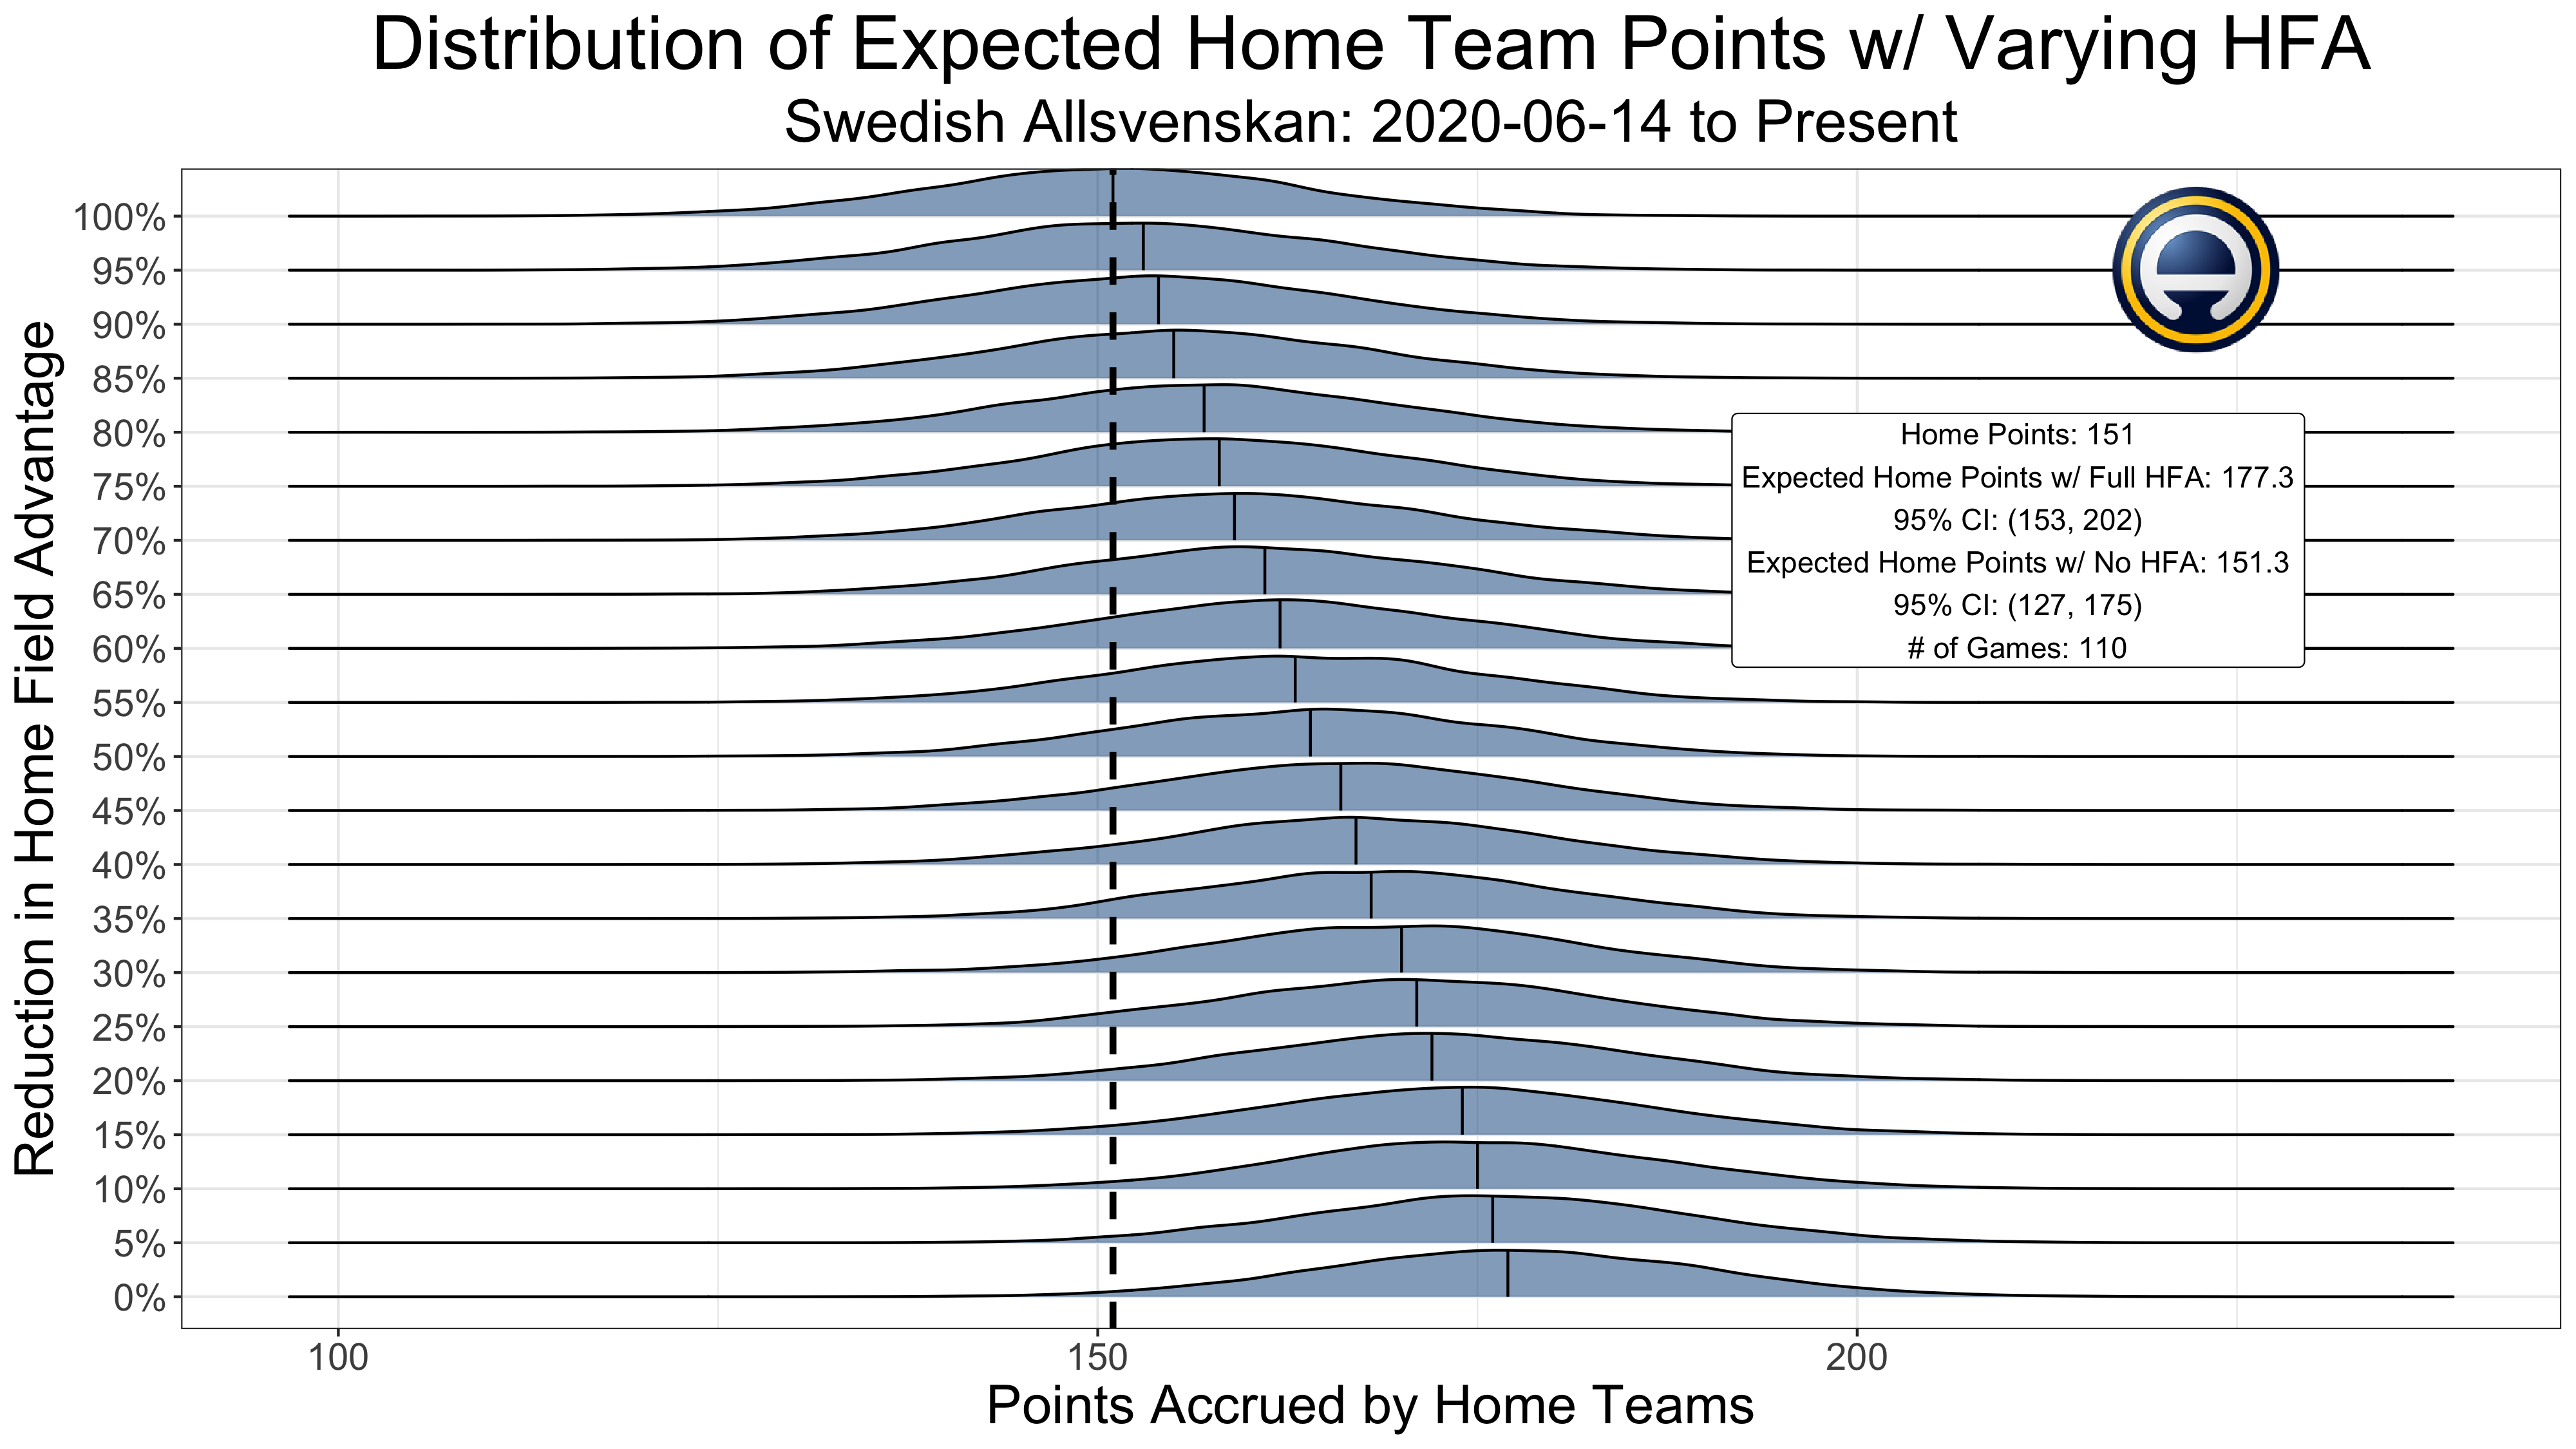 Distribution of Expected Home Team Points w/ Varying HFA
Swedish Allsvenskan: 2020-06-14 to Present
Reduction in Home Field Advantage
100%
95%
90%
85%
80%
75%
70%
65%
60%
55%
50%
45%
40%
35%
30%
25%
20%
15%
10%
5%
0%
Home Points: 151
Expected Home Points w/ Full HFA: 177.3
95% CI: (153, 202)
Expected Home Points w/ No HFA: 151.3
95% CI: (127, 175)
# of Games: 110
100
150
200
Points Accrued by Home Teams